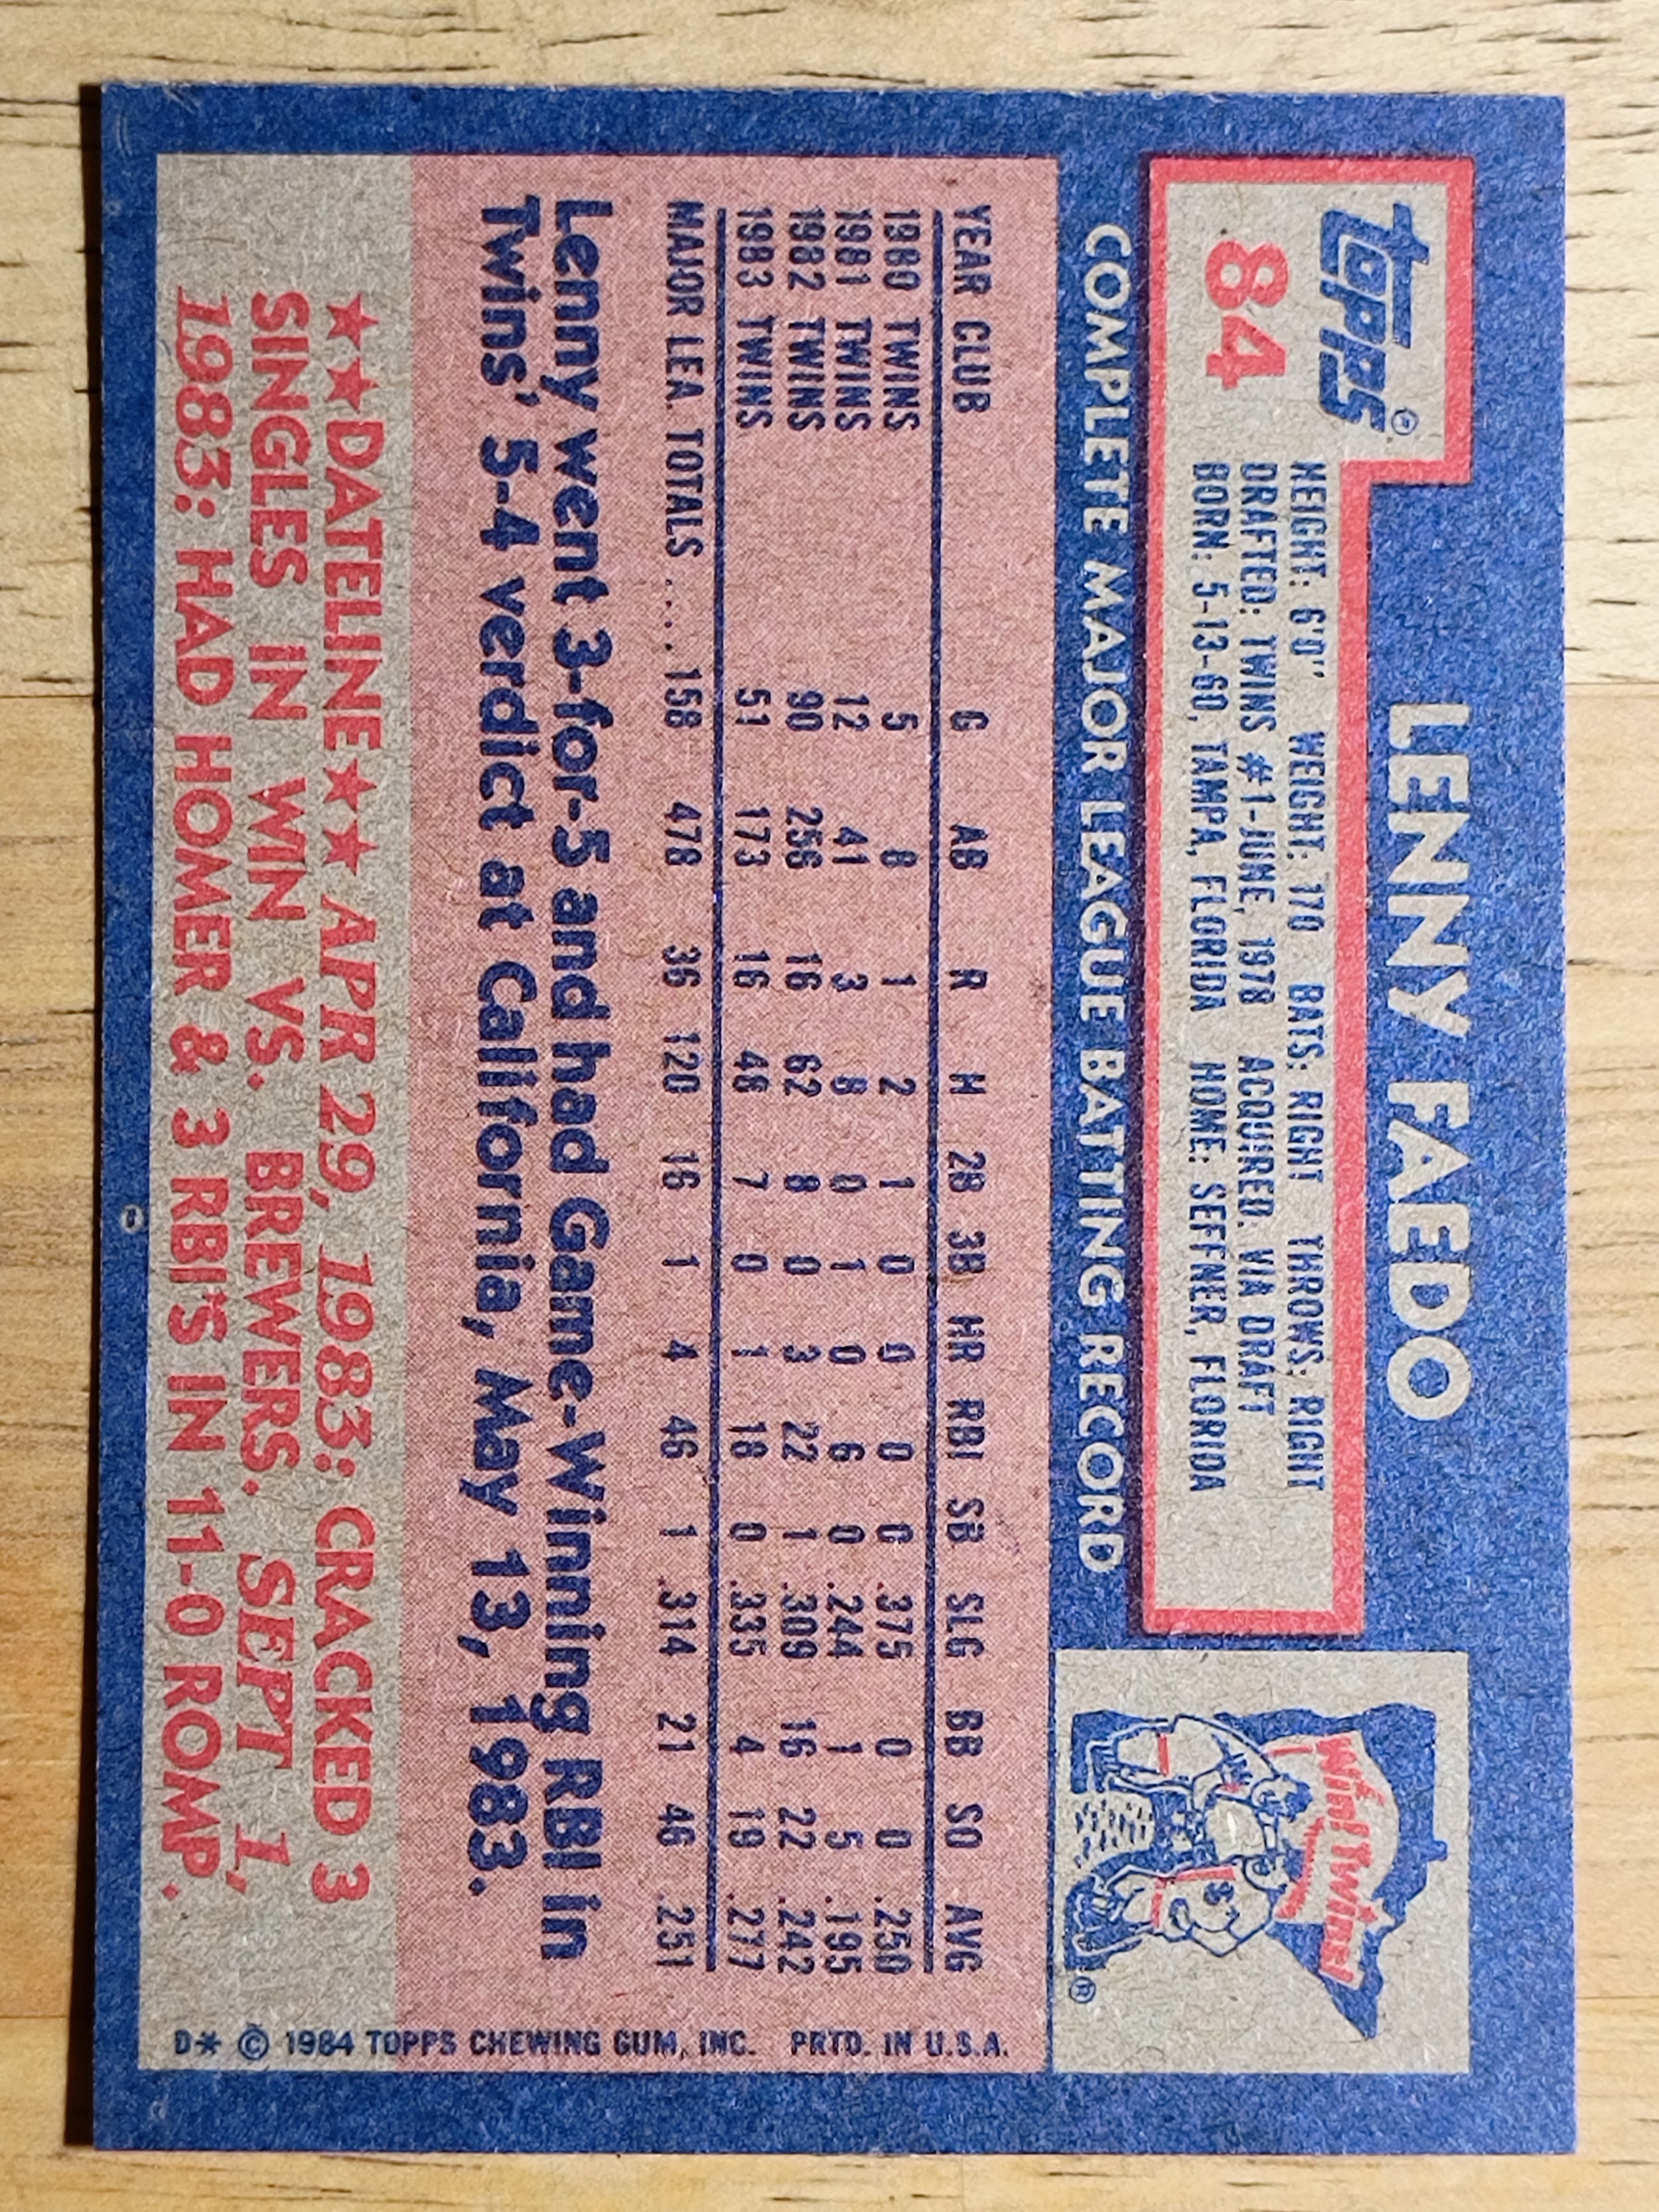 Topps®
84
LENNY FAEDO
HEIGHT: 6'0" WEIGHT: 170 BATS: RIGHT THROWS: RIGHT
DRAFTED: TWINS #1-JUNE, 1978 ACQUIRED: VIA DRAFT
BORN: 5-13-60, TAMPA, FLORIDA HOME: SEFFNER, FLORIDA
Win! Twins!
®
COMPLETE MAJOR LEAGUE BATTING RECORD
YEAR CLUB G AB R H 2B 3B HR RBI SB SLG BB SO AVG
1980 TWINS 5 8 1 2 1 0 0 0 0 .375 0 0 .250
1981 TWINS 12 41 3 8 0 1 0 6 0 .244 1 5 .195
1982 TWINS 90 256 16 62 8 0 3 22 1 .309 16 22 .242
1983 TWINS 51 173 16 48 7 0 1 18 0 .335 4 19 .277
MAJOR LEA. TOTALS .... 158 478 36 120 16 1 4 46 1 .314 21 46 .251
Lenny went 3-for-5 and had Game-Winning RBI in
Twins' 5-4 verdict at California, May 13, 1983.
★★DATELINE★★ APR 29, 1983: CRACKED 3
SINGLES IN WIN VS. BREWERS. SEPT 1,
1983: HAD HOMER & 3 RBI'S IN 11-0 ROMP.
D* © 1984 TOPPS CHEWING GUM, INC. PRTD. IN U.S.A.